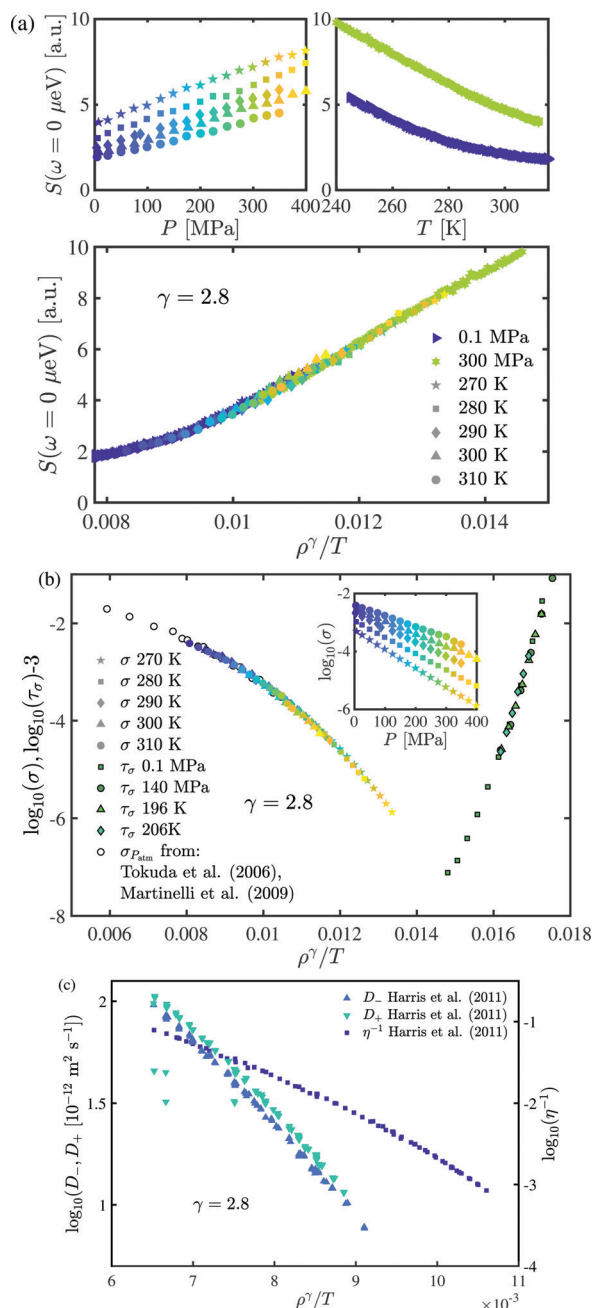 (a)
10
5
0
S(ω = 0 μeV) [a.u.]
0 100 200 300 400
P [MPa]
10
5
0
240 260 280 300
T [K]
10
8
6
4
2
0
S(ω = 0 μeV) [a.u.]
γ = 2.8
0.1 MPa
300 MPa
270 K
280 K
290 K
300 K
310 K
0.008 0.01 0.012 0.014
ρ^γ/T
(b)
-2
-4
-6
-8
log₁₀(σ), log₁₀(τσ)-3
σ 270 K
σ 280 K
σ 290 K
σ 300 K
σ 310 K
τσ 0.1 MPa
τσ 140 MPa
τσ 196 K
τσ 206K
σPatm from:
Tokuda et al. (2006),
Martinelli et al. (2009)
γ = 2.8
-2
-4
-6
log₁₀(σ)
0 100 200 300 400
P [MPa]
0.006 0.008 0.01 0.012 0.014 0.016 0.018
ρ^γ/T
(c)
2
1.5
1
log₁₀(D₋, D₊ [10⁻¹² m² s⁻¹])
D₋ Harris et al. (2011)
D₊ Harris et al. (2011)
η⁻¹ Harris et al. (2011)
-1
-2
-3
-4
log₁₀(η⁻¹)
γ = 2.8
6 7 8 9 10 11
ρ^γ/T
×10⁻³